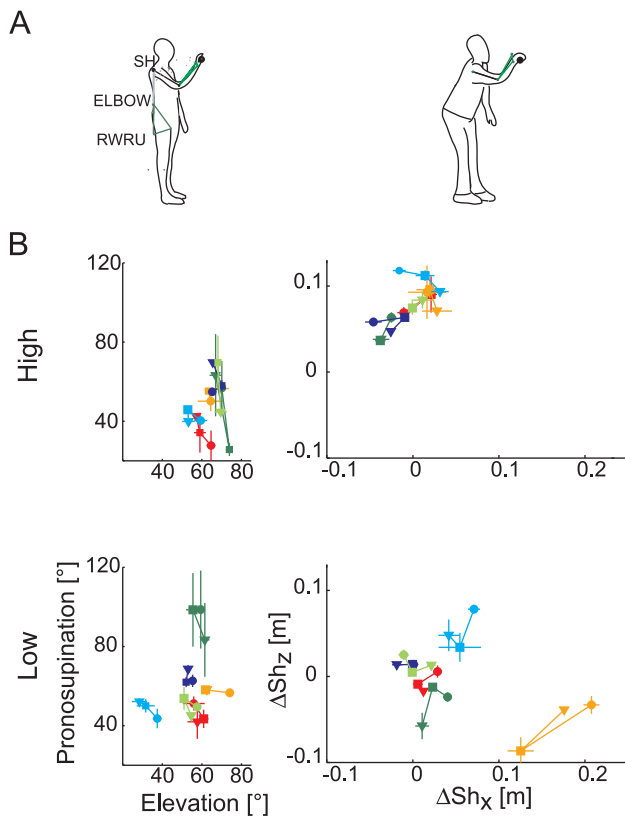 A
SH
ELBOW
RWRU
B
High
120
80
40
40 60 80
0.1
0
-0.1
-0.1 0 0.1 0.2
Low
Pronosupination [°]
120
80
40
40 60 80
Elevation [°]
ΔShz [m]
0.1
0
-0.1
-0.1 0 0.1 0.2
ΔShx [m]